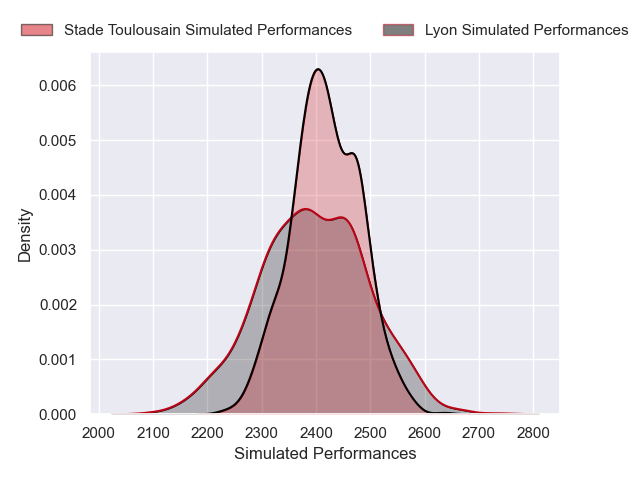 Stade Toulousain Simulated Performances
Lyon Simulated Performances
0.006
0.005
0.004
0.003
0.002
0.001
0.000
Density
2000 2100 2200 2300 2400 2500 2600 2700 2800
Simulated Performances